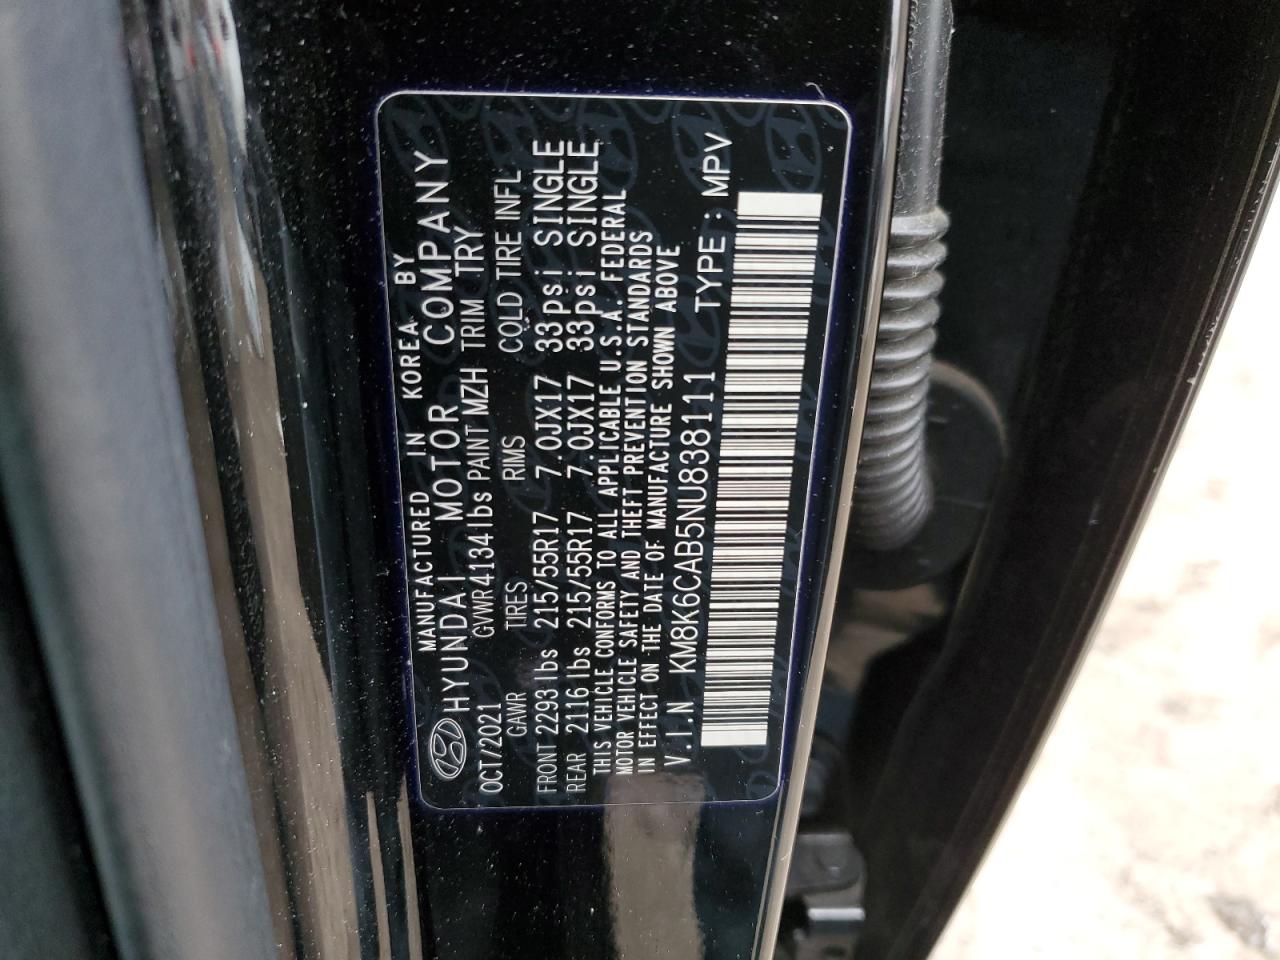 MANUFACTURED IN KOREA BY
HYUNDAI MOTOR COMPANY
OCT/2021 GVWR 4134lbs PAINT MZH TRIM TRY
GAWR TIRES RIMS COLD TIRE INFL
FRONT 2293 lbs 215/55R17 7.0JX17 33psi SINGLE
REAR 2116 lbs 215/55R17 7.0JX17 33psi SINGLE
THIS VEHICLE CONFORMS TO ALL APPLICABLE U.S.A. FEDERAL
MOTOR VEHICLE SAFETY AND THEFT PREVENTION STANDARDS
IN EFFECT ON THE DATE OF MANUFACTURE SHOWN ABOVE
V.I.N KM8K6CAB5NU838111 TYPE : MPV